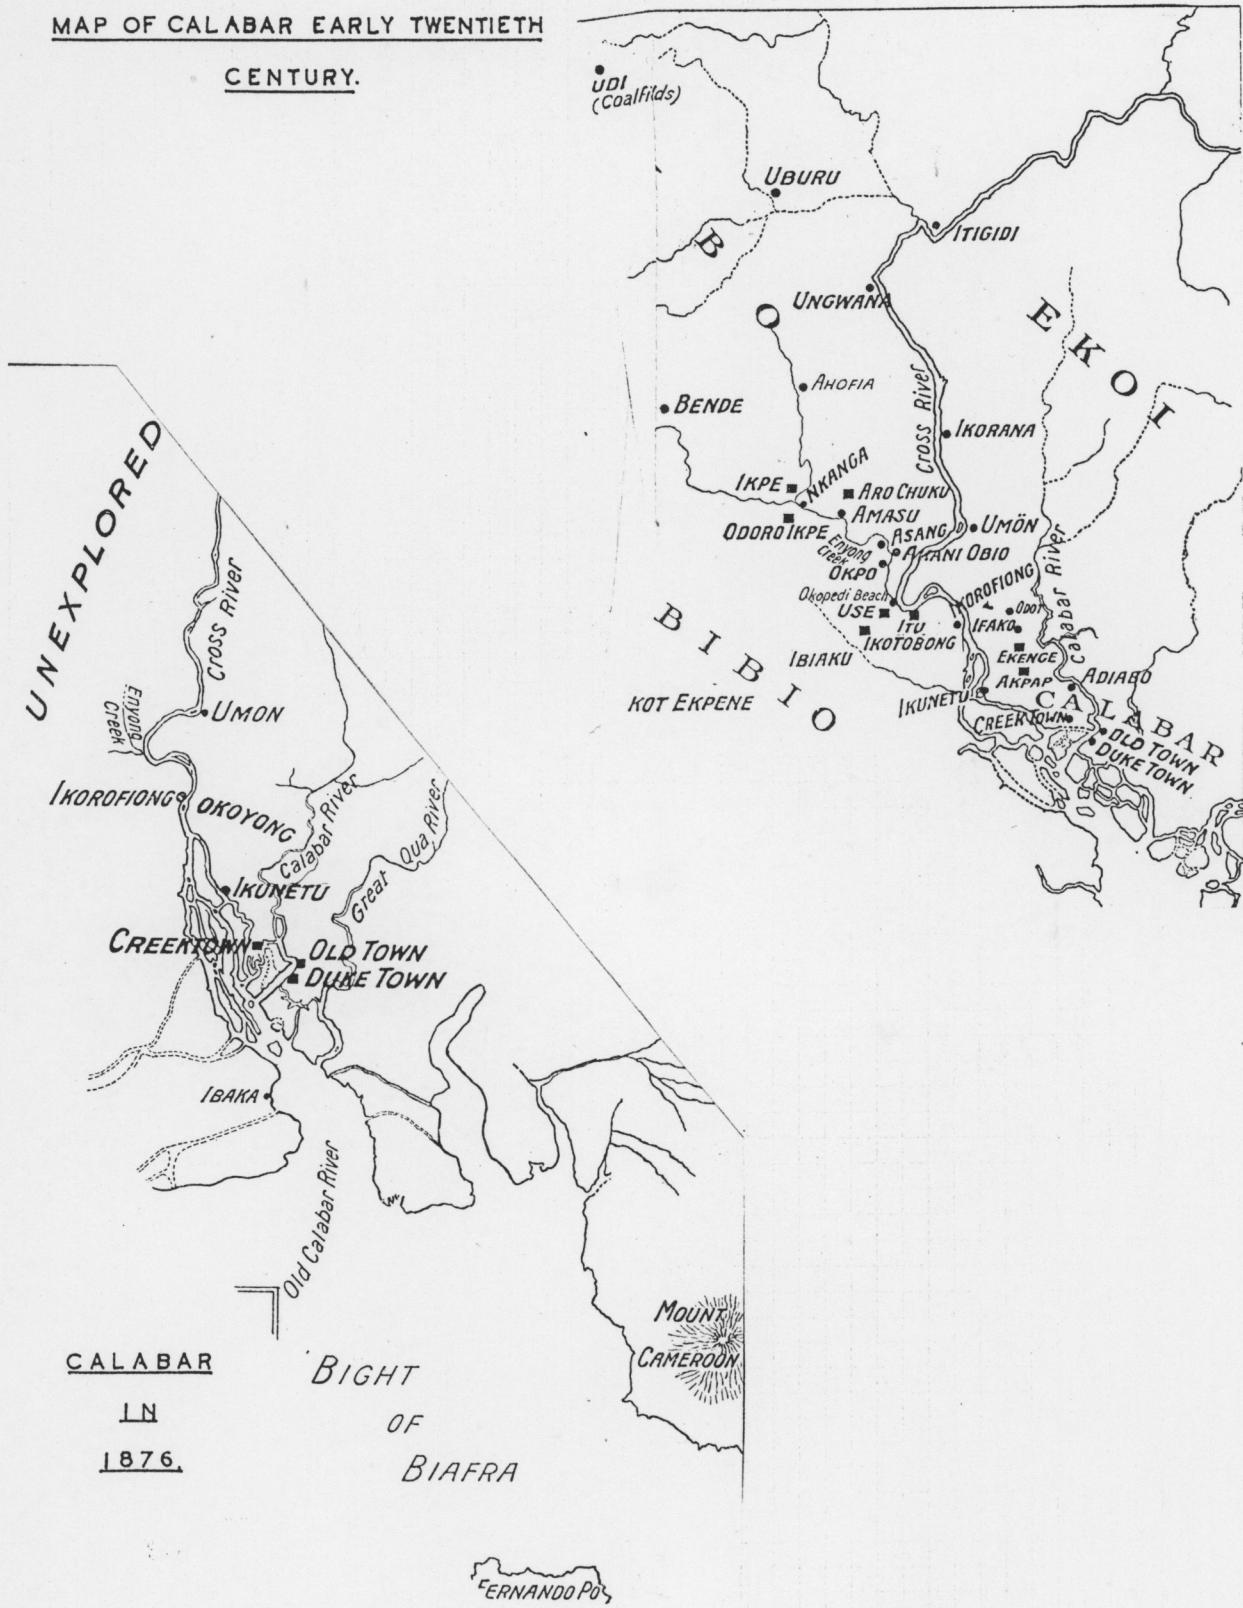 MAP OF CALABAR EARLY TWENTIETH
CENTURY.
UDI
(Coalfilds)
UBURU
ITIGIDI
B
O
UNGWANA
EKOI
AHOFIA
BENDE
Cross River
IKORANA
IKPE
NKANGA
ARO CHUKU
AMASU
ODORO IKPE
ASANG
UMÖN
Enyong
Creek
AKANI OBIO
OKPO
Calabar River
Okopedi Beach
IKOROFIONG
ODOT
USE
ITU
IFAKO
IKOTOBONG
BIBIO
IBIAKU
EKENGE
AKPAP
ADIABO
KOT EKPENE
IKUNETU
CALABAR
CREEK TOWN
OLD TOWN
DUKE TOWN
UNEXPLORED
Cross River
Enyong
Creek
UMON
IKOROFIONG
OKOYONG
Calabar River
Great Qua River
IKUNETU
CREEKTOWN
OLD TOWN
DUKE TOWN
IBAKA
Old Calabar River
MOUNT
CAMEROON
CALABAR
IN
1876.
BIGHT
OF
BIAFRA
FERNANDO PO